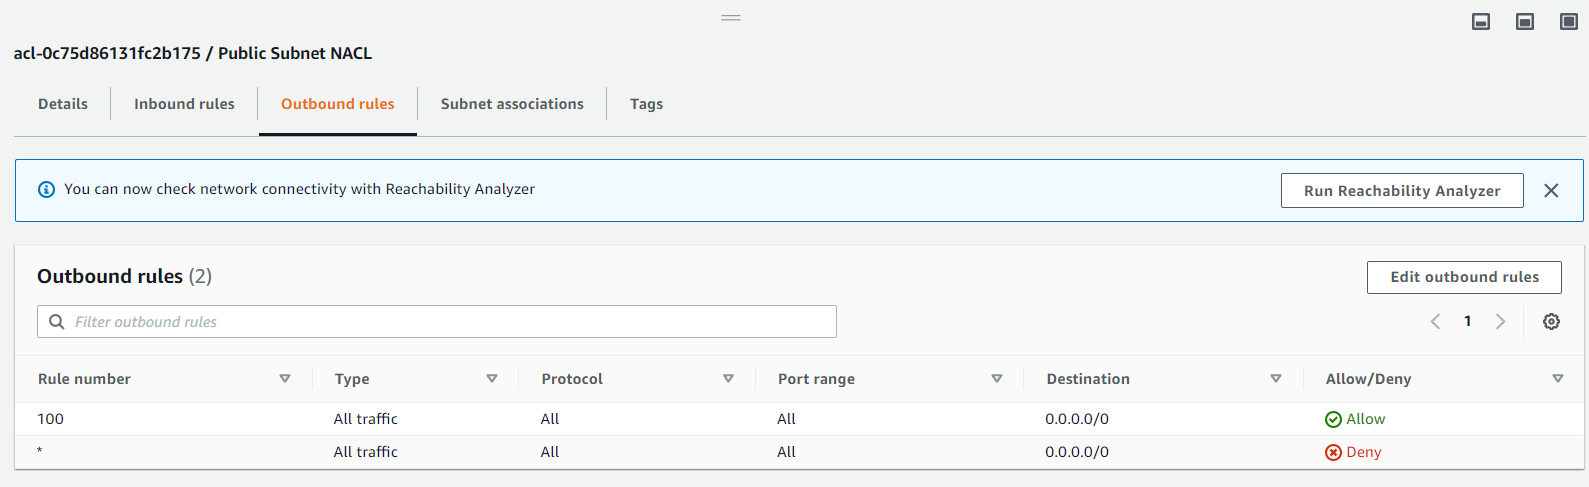 acl-0c75d86131fc2b175 / Public Subnet NACL
Details Inbound rules Outbound rules Subnet associations Tags
You can now check network connectivity with Reachability Analyzer Run Reachability Analyzer
Outbound rules (2) Edit outbound rules
Filter outbound rules 1
Rule number Type Protocol Port range Destination Allow/Deny
100 All traffic All All 0.0.0.0/0 Allow
* All traffic All All 0.0.0.0/0 Deny